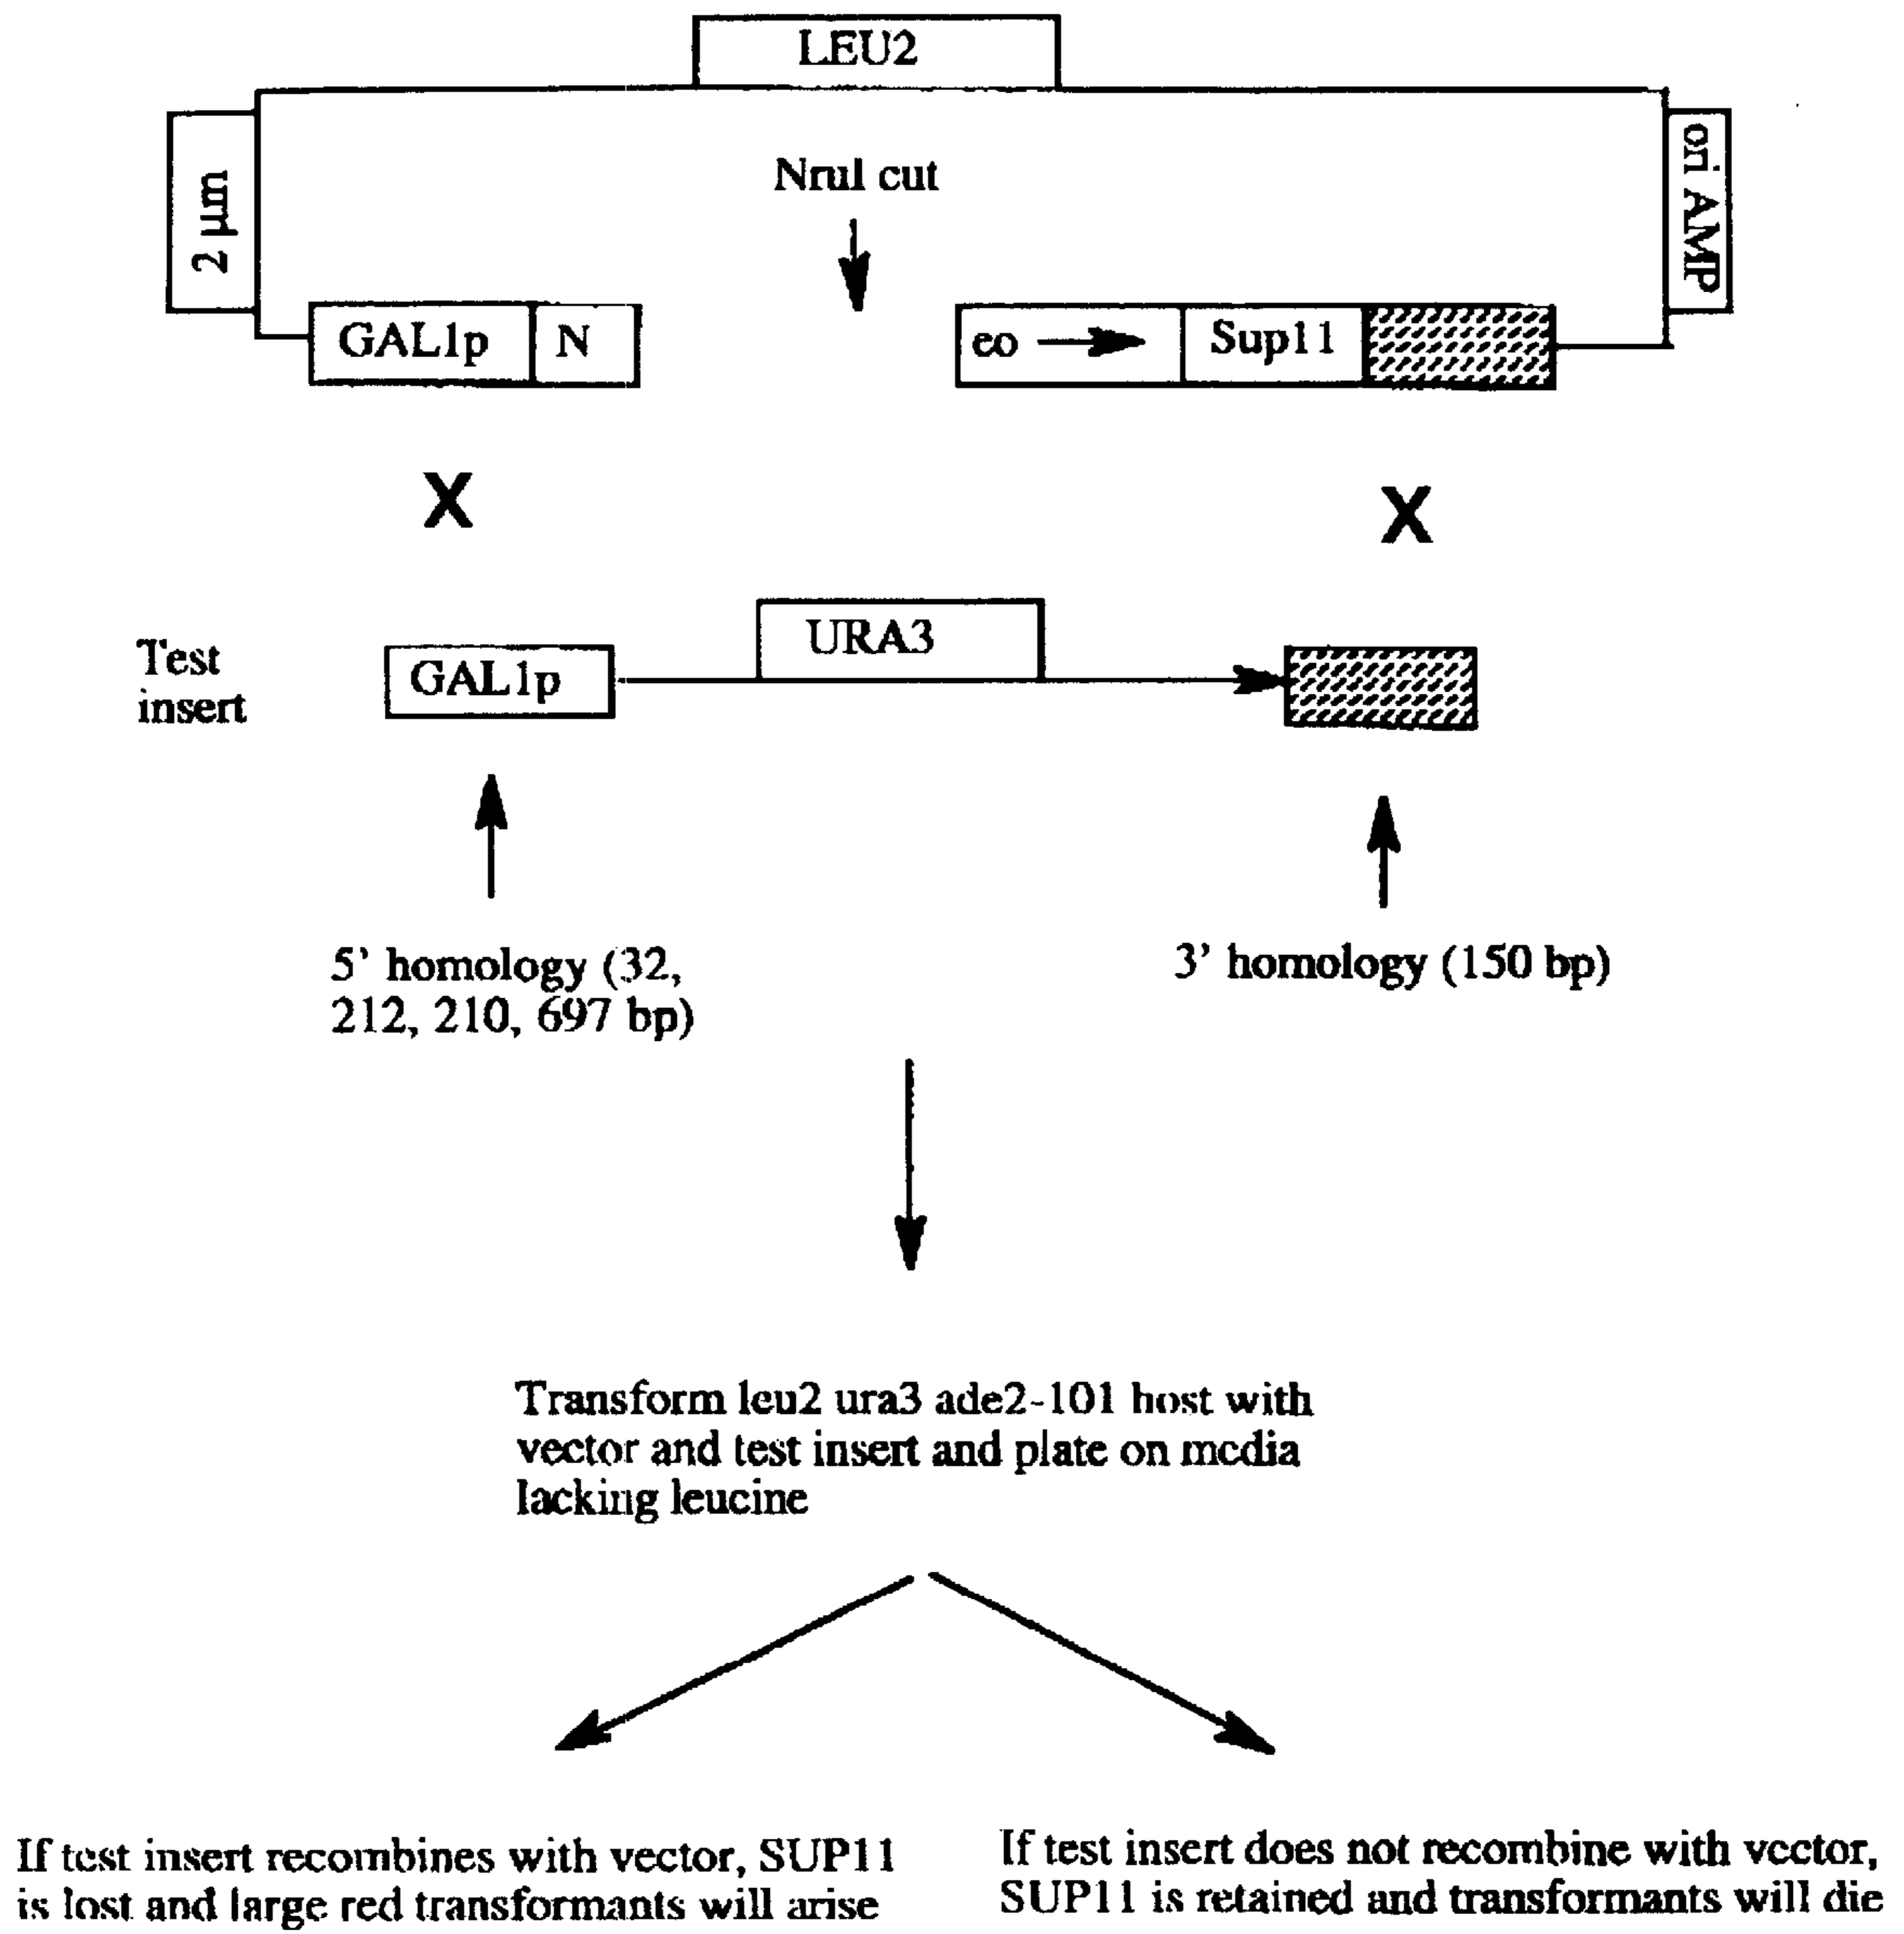 LEU2
2 µm
ori AMP
NruI cut
GAL1p
N
eo
Sup11
X
X
Test
insert
GAL1p
URA3
5’ homology (32,
212, 210, 697 bp)
3’ homology (150 bp)
Transform leu2 ura3 ade2-101 host with
vector and test insert and plate on media
lacking leucine
If test insert recombines with vector, SUP11
is lost and large red transformants will arise
If test insert does not recombine with vector,
SUP11 is retained and transformants will die